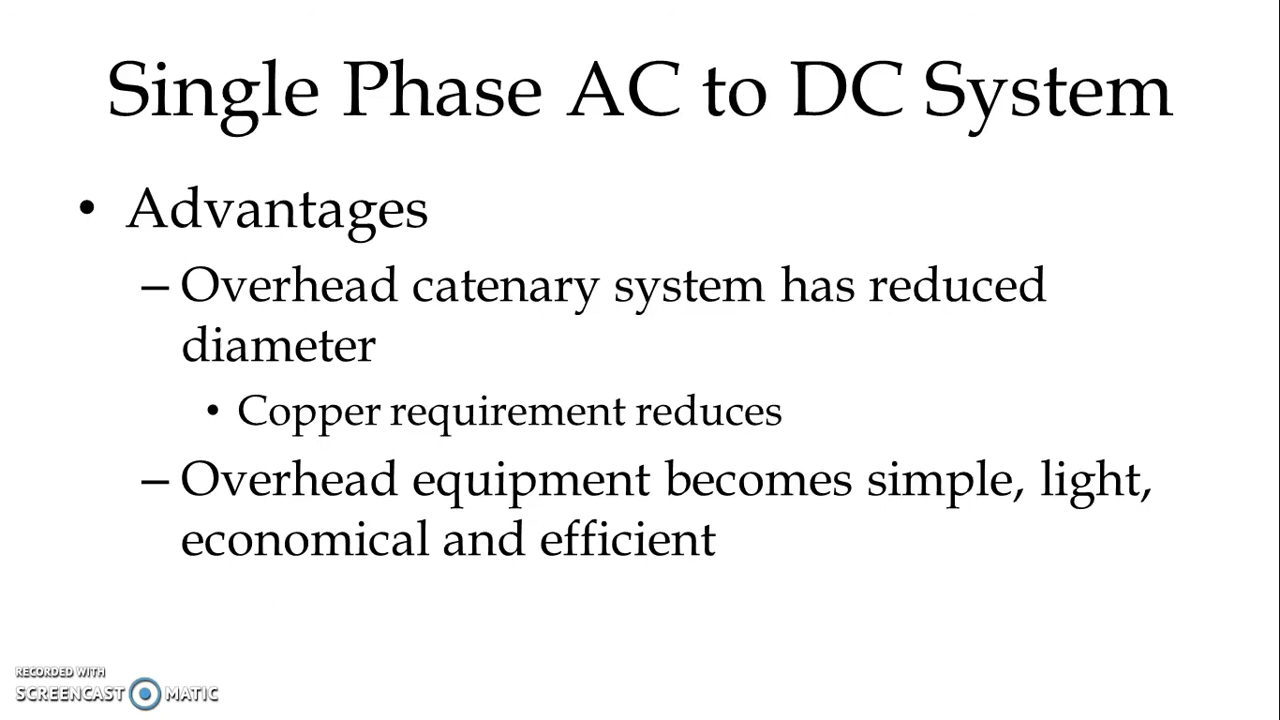 Single Phase AC to DC System
• Advantages
– Overhead catenary system has reduced
diameter
• Copper requirement reduces
– Overhead equipment becomes simple, light,
economical and efficient
RECORDED WITH
SCREENCAST MATIC